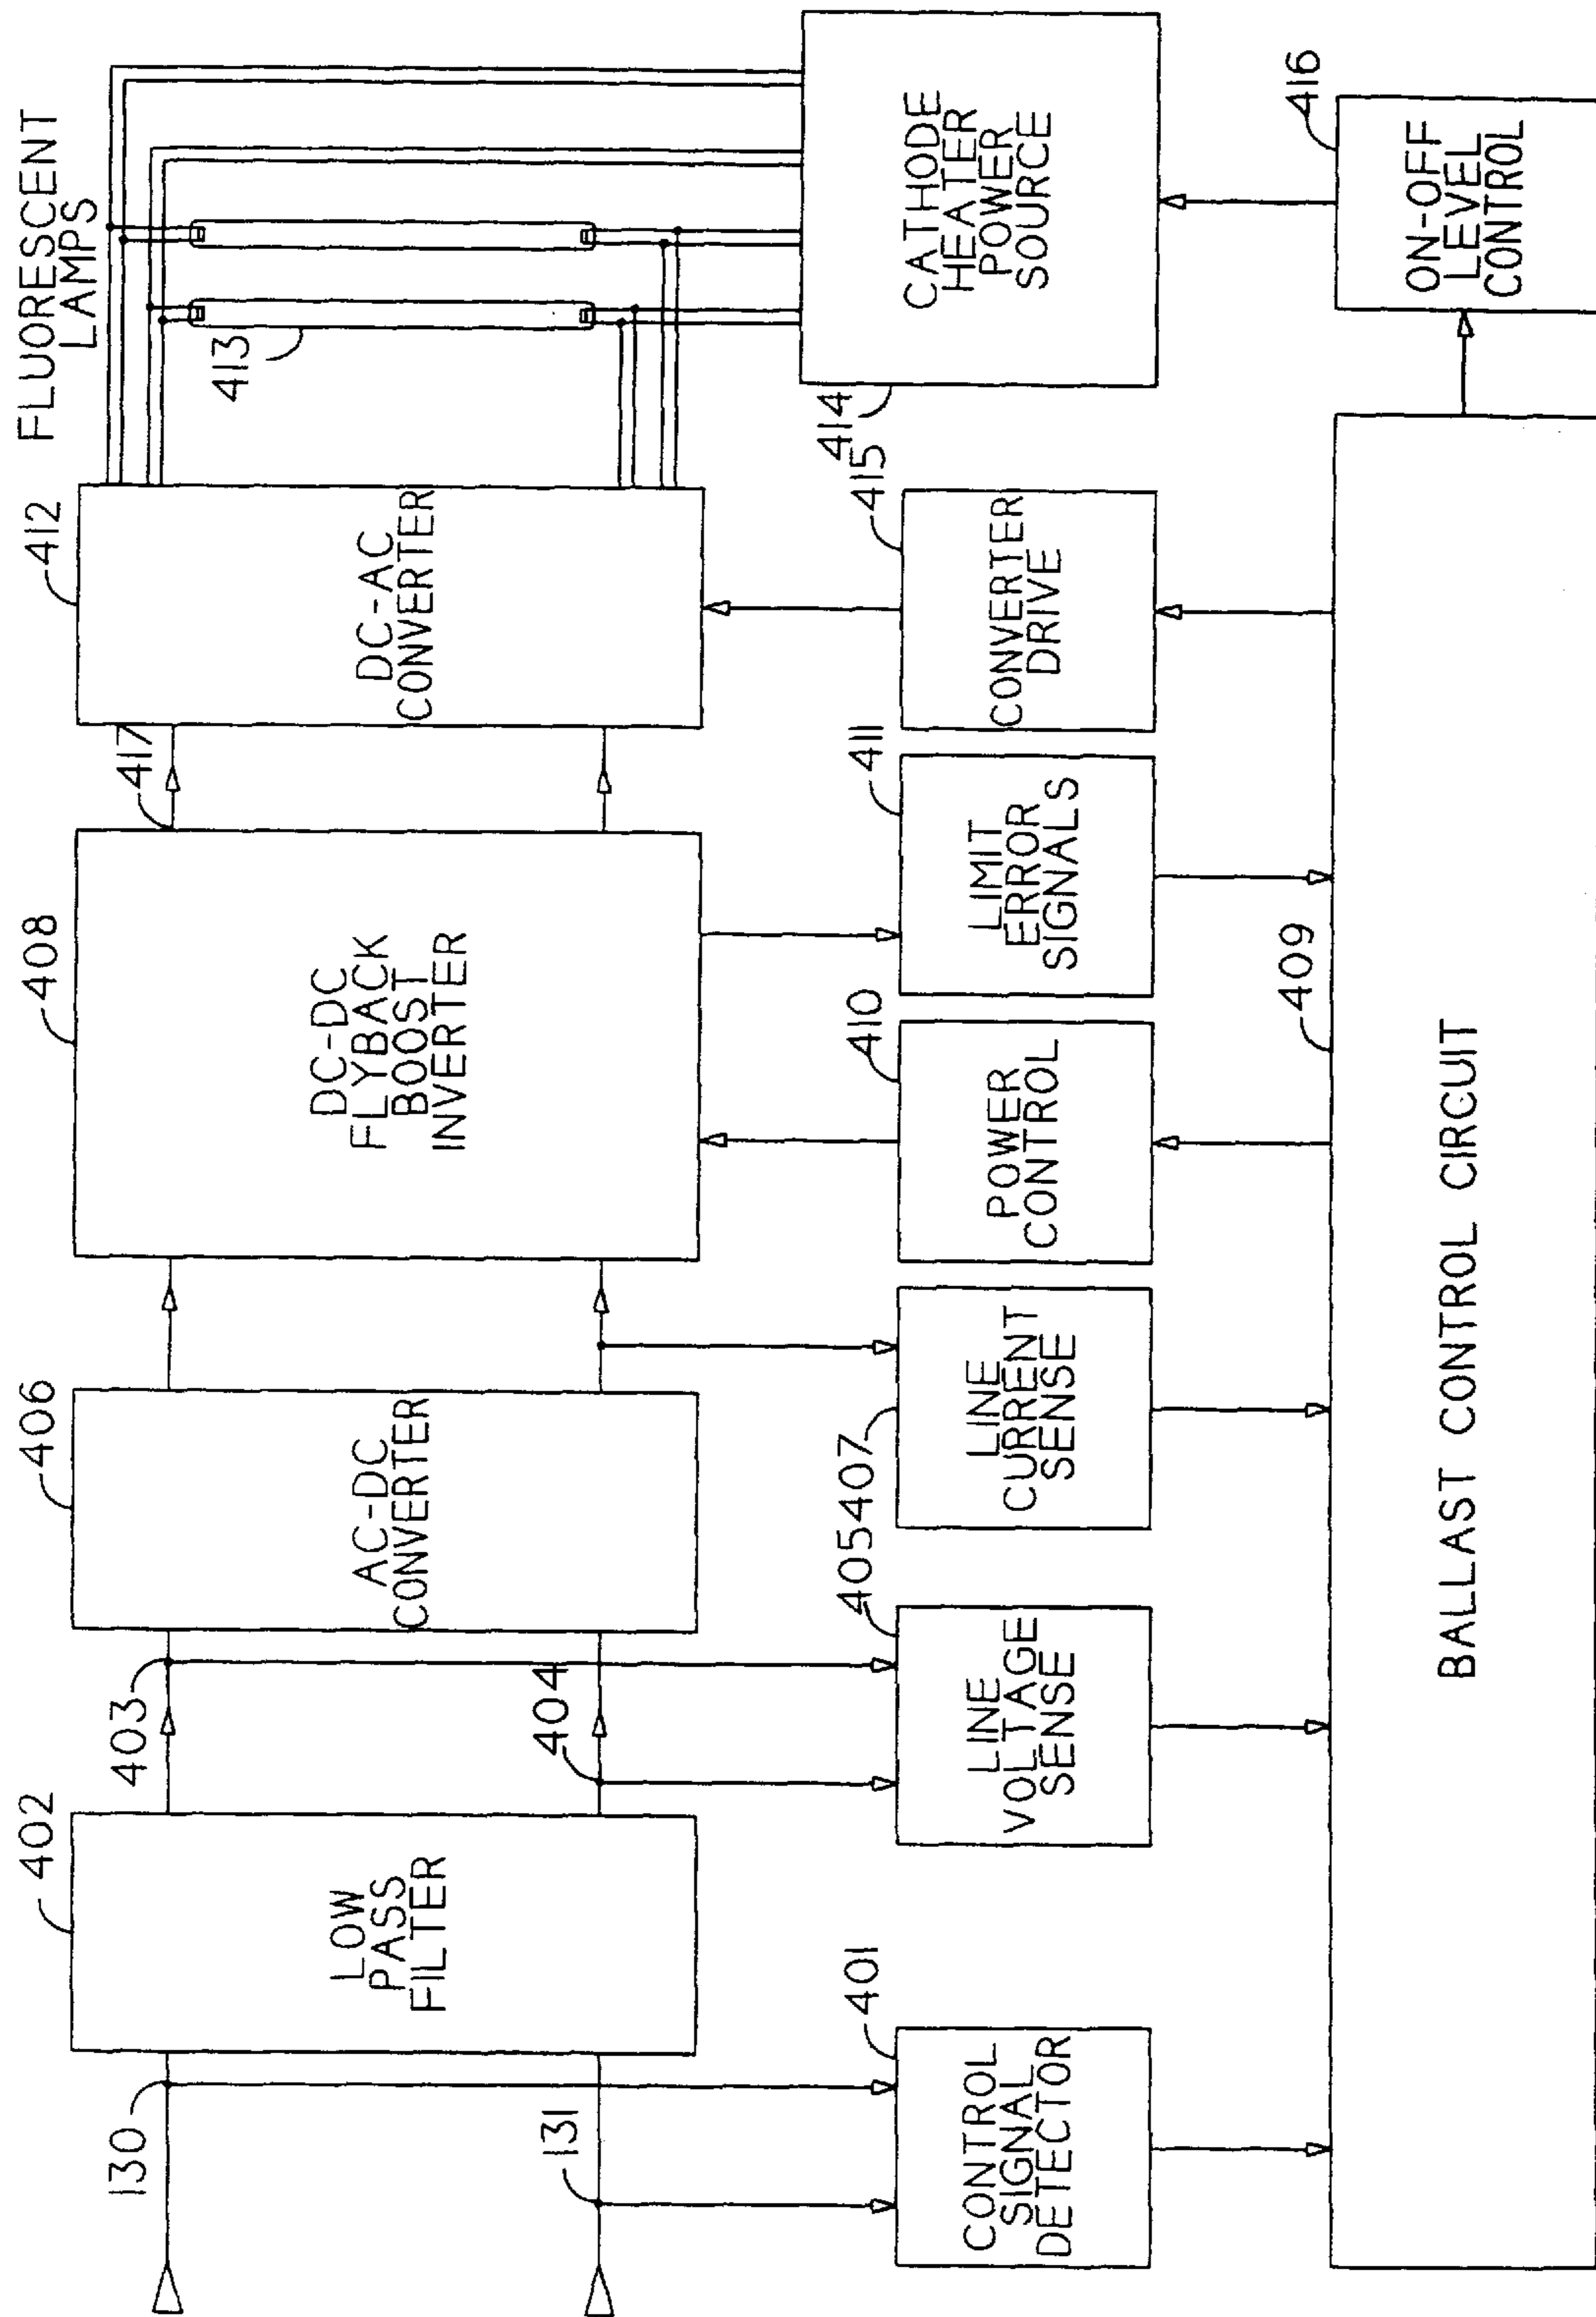 FLUORESCENT
LAMPS
402
403
406
408
417
412
413
130
131
404
LOW
PASS
FILTER
AC-DC
CONVERTER
DC-DC
FLYBACK
BOOST
INVERTER
DC-AC
CONVERTER
401
405
407
410
411
415
414
CONTROL
SIGNAL
DETECTOR
LINE
VOLTAGE
SENSE
LINE
CURRENT
SENSE
POWER
CONTROL
LIMIT
ERROR
SIGNALS
CONVERTER
DRIVE
CATHODE
HEATER
POWER
SOURCE
409
416
BALLAST CONTROL CIRCUIT
ON-OFF
LEVEL
CONTROL